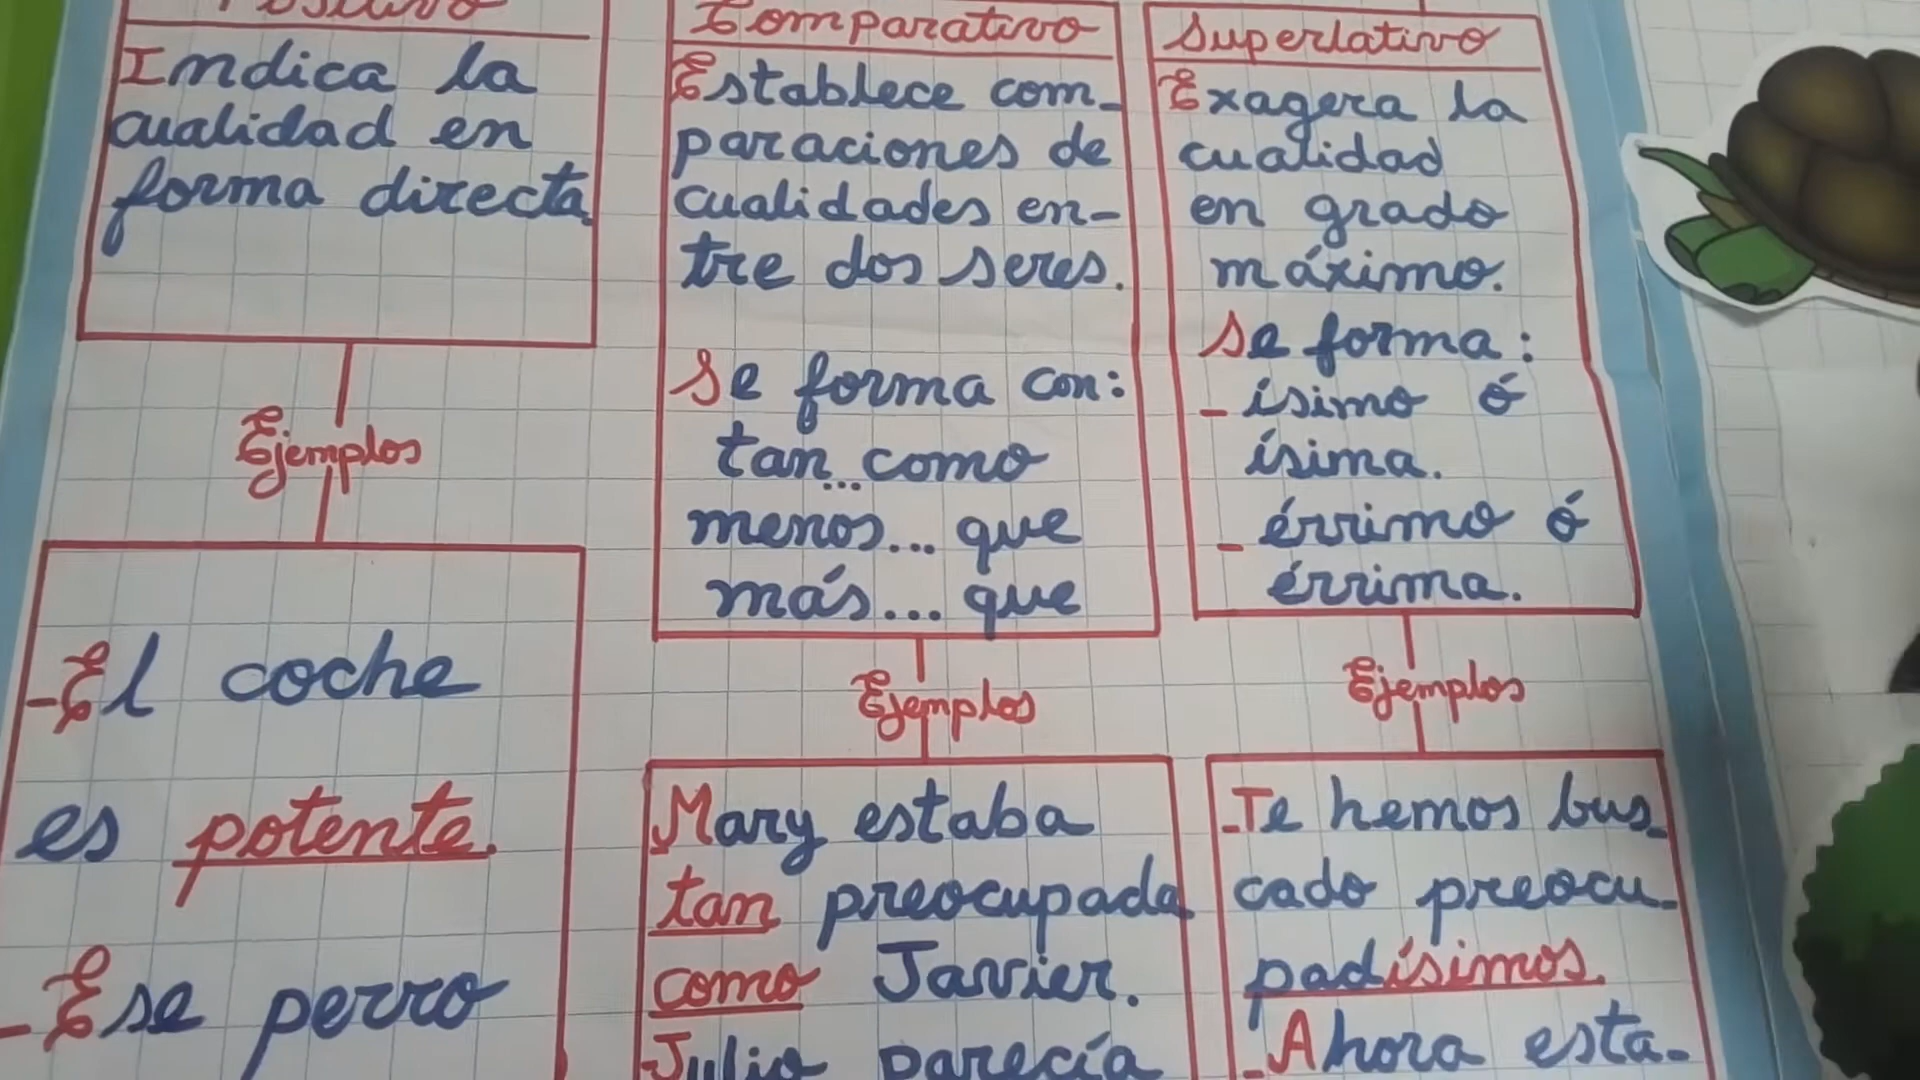 Positivo
Indica la
cualidad en
forma directa.
Ejemplos
-El coche
es potente.
-Ese perro
Comparativo
Establece com-
paraciones de
cualidades en-
tre dos seres.
Se forma con:
tan...como
menos... que
más... que
Ejemplos
Mary estaba
tan preocupada
como Javier.
-Julio parecía
Superlativo
Exagera la
cualidad
en grado
máximo.
Se forma:
- ísimo ó
ísima.
- érrimo ó
érrima.
Ejemplos
-Te hemos bus-
cado preocu-
padísimos.
-Ahora esta-